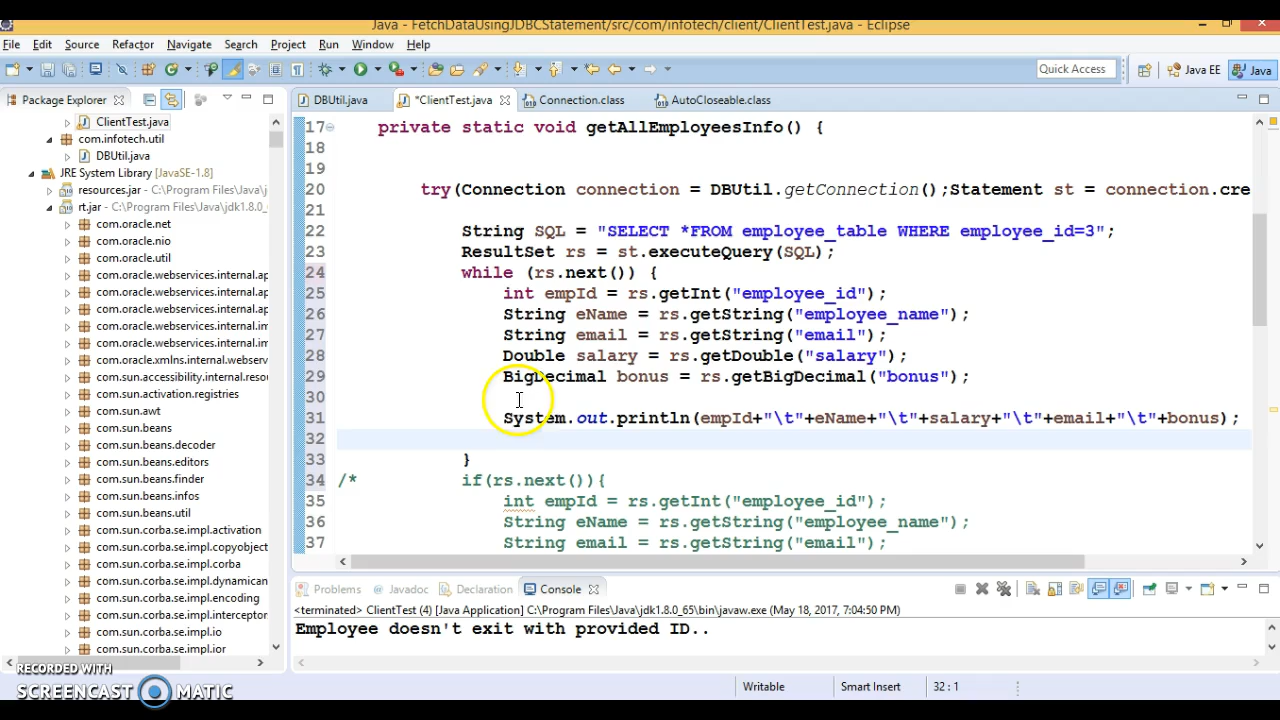 Java - FetchDataUsingJDBCStatement/src/com/infotech/client/ClientTest.java - Eclipse
File Edit Source Refactor Navigate Search Project Run Window Help
Quick Access Java EE Java
Package Explorer
DBUtil.java *ClientTest.java Connection.class AutoCloseable.class
ClientTest.java
com.infotech.util
DBUtil.java
JRE System Library [JavaSE-1.8]
resources.jar - C:\Program Files\Java\j
rt.jar - C:\Program Files\Java\jdk1.8.0_
com.oracle.net
com.oracle.nio
com.oracle.util
com.oracle.webservices.internal.ap
com.oracle.webservices.internal.ap
com.oracle.webservices.internal.ap
com.oracle.webservices.internal.im
com.oracle.webservices.internal.im
com.oracle.xmlns.internal.webserv
com.sun.accessibility.internal.reso
com.sun.activation.registries
com.sun.awt
com.sun.beans
com.sun.beans.decoder
com.sun.beans.editors
com.sun.beans.finder
com.sun.beans.infos
com.sun.beans.util
com.sun.corba.se.impl.activation
com.sun.corba.se.impl.copyobject
com.sun.corba.se.impl.corba
com.sun.corba.se.impl.dynamican
com.sun.corba.se.impl.encoding
com.sun.corba.se.impl.interceptor
com.sun.corba.se.impl.io
com.sun.corba.se.impl.ior
17 private static void getAllEmployeesInfo() {
18
19
20 try(Connection connection = DBUtil.getConnection();Statement st = connection.cre
21
22 String SQL = "SELECT *FROM employee_table WHERE employee_id=3";
23 ResultSet rs = st.executeQuery(SQL);
24 while (rs.next()) {
25 int empId = rs.getInt("employee_id");
26 String eName = rs.getString("employee_name");
27 String email = rs.getString("email");
28 Double salary = rs.getDouble("salary");
29 BigDecimal bonus = rs.getBigDecimal("bonus");
30
31 System.out.println(empId+"\t"+eName+"\t"+salary+"\t"+email+"\t"+bonus);
32
33 }
34 /* if(rs.next()){
35 int empId = rs.getInt("employee_id");
36 String eName = rs.getString("employee_name");
37 String email = rs.getString("email");
Problems Javadoc Declaration Console
<terminated> ClientTest (4) [Java Application] C:\Program Files\Java\jdk1.8.0_65\bin\javaw.exe (May 18, 2017, 7:04:50 PM)
Employee doesn't exit with provided ID..
Writable Smart Insert 32 : 1
RECORDED WITH
SCREENCAST MATIC